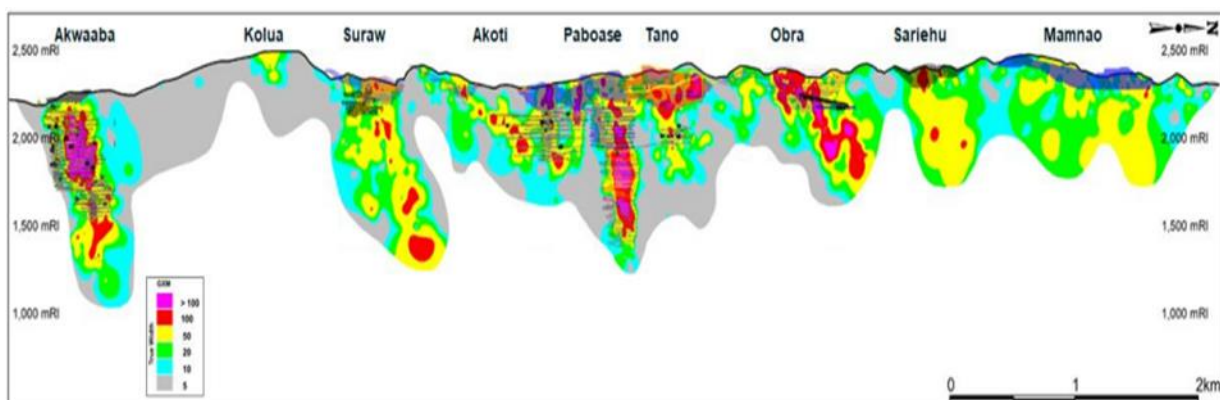 Akwaaba Kolua Suraw Akoti Paboase Tano Obra Sariehu Mamnao N
2,500 mRl 2,500 mRl
2,000 mRl 2,000 mRl
1,500 mRl 1,500 mRl
1,000 mRl 1,000 mRl
GXM
True Width
> 100
100
50
20
10
5
0 1 2km